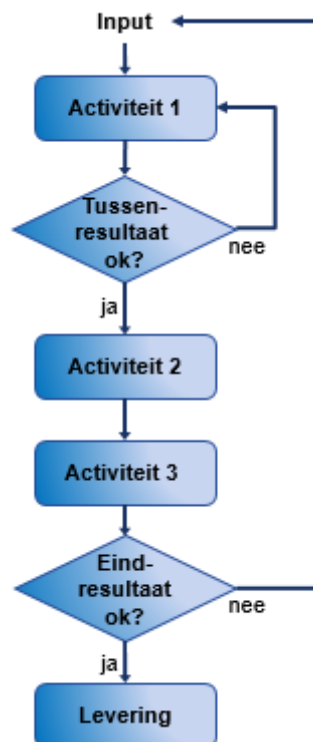 Input
Activiteit 1
Tussen-
resultaat
ok?
nee
ja
Activiteit 2
Activiteit 3
Eind-
resultaat
ok?
nee
ja
Levering